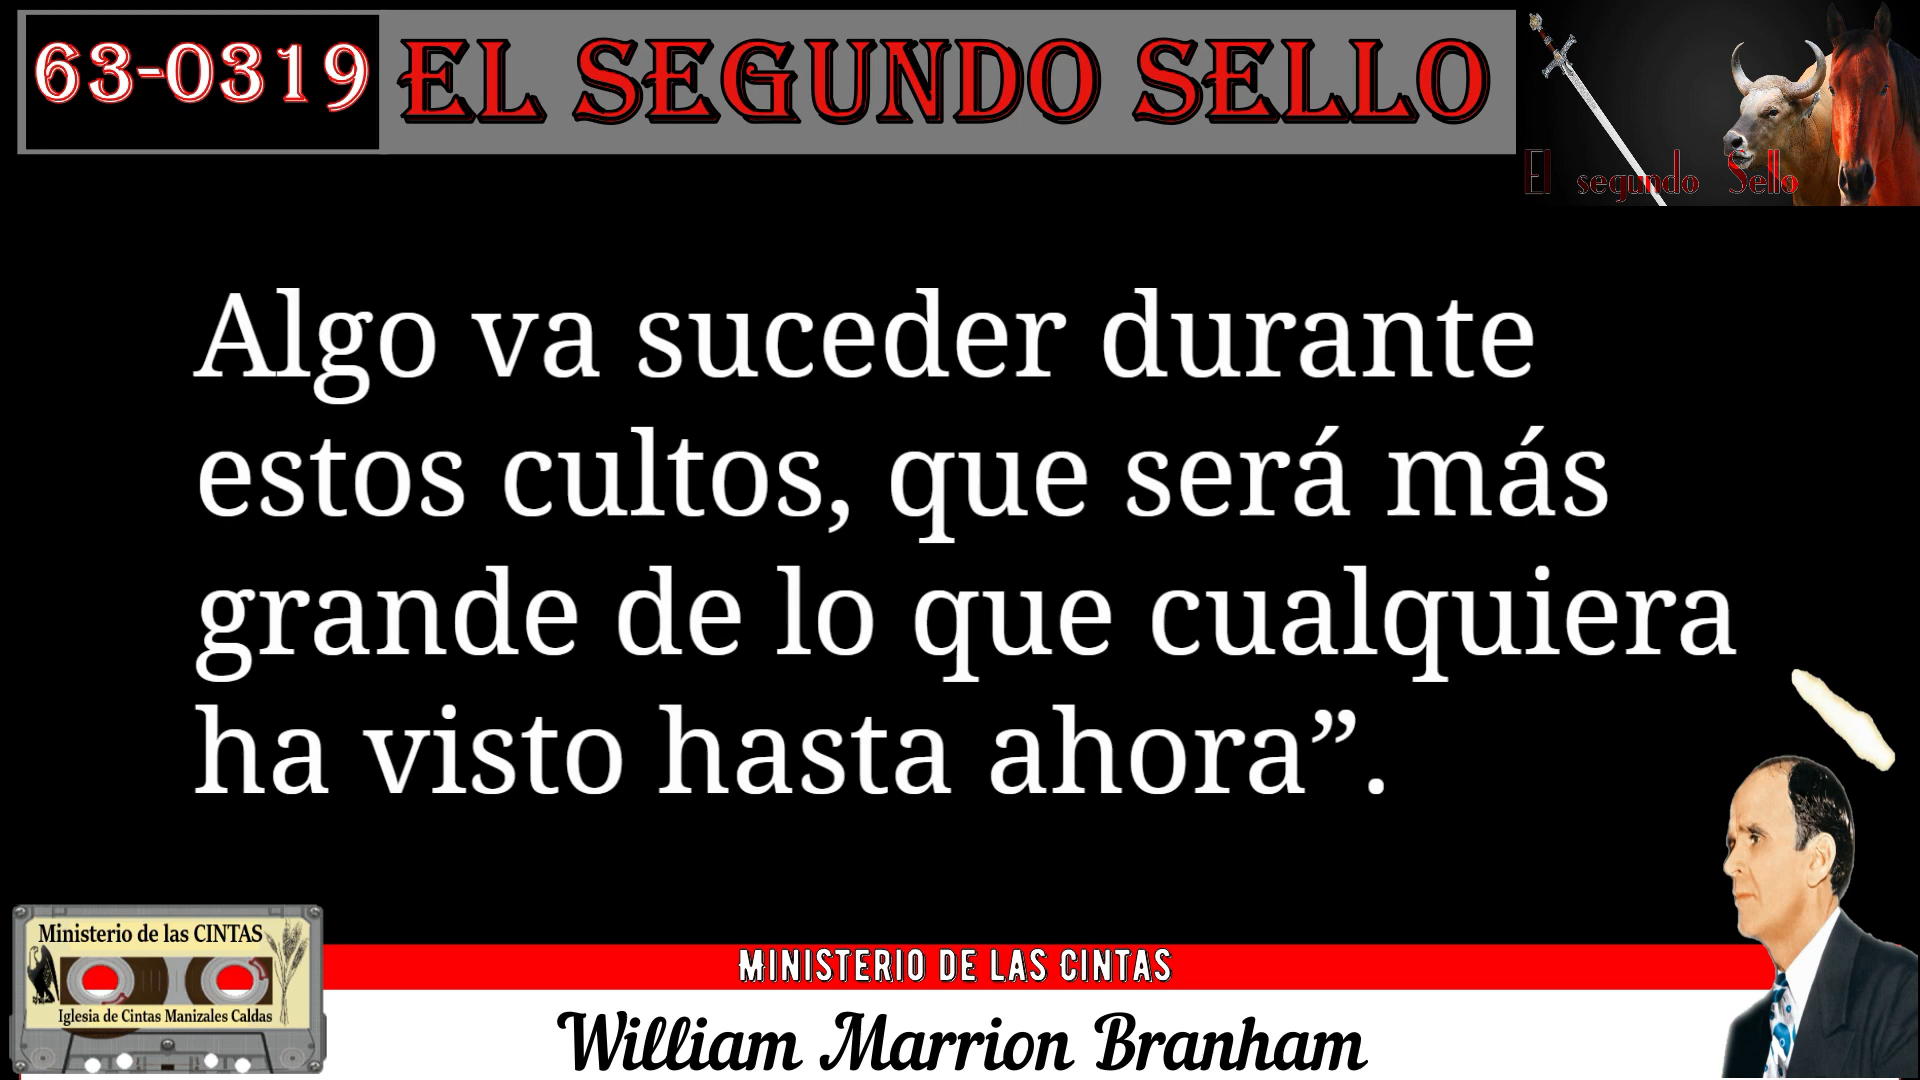 63-0319
EL SEGUNDO SELLO
El segundo Sello
Algo va suceder durante
estos cultos, que será más
grande de lo que cualquiera
ha visto hasta ahora”.
Ministerio de las CINTAS
Iglesia de Cintas Manizales Caldas
MINISTERIO DE LAS CINTAS
William Marrion Branham